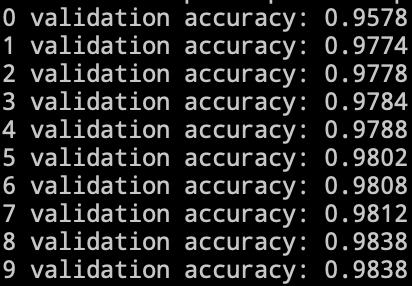 0 validation accuracy: 0.9578
1 validation accuracy: 0.9774
2 validation accuracy: 0.9778
3 validation accuracy: 0.9784
4 validation accuracy: 0.9788
5 validation accuracy: 0.9802
6 validation accuracy: 0.9808
7 validation accuracy: 0.9812
8 validation accuracy: 0.9838
9 validation accuracy: 0.9838